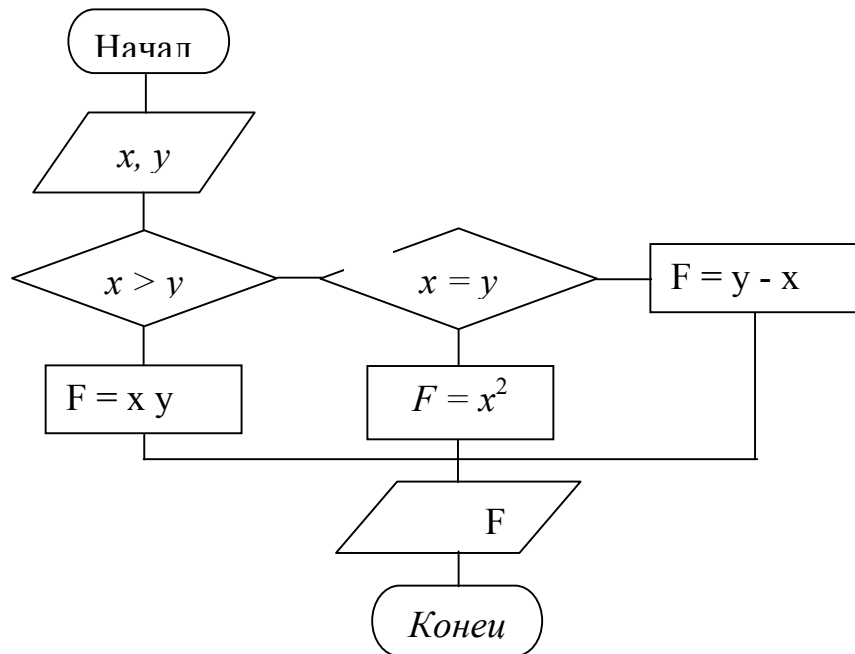 Начал
x, y
x > y
x = y
F = y - x
F = x y
F = x²
F
Конец